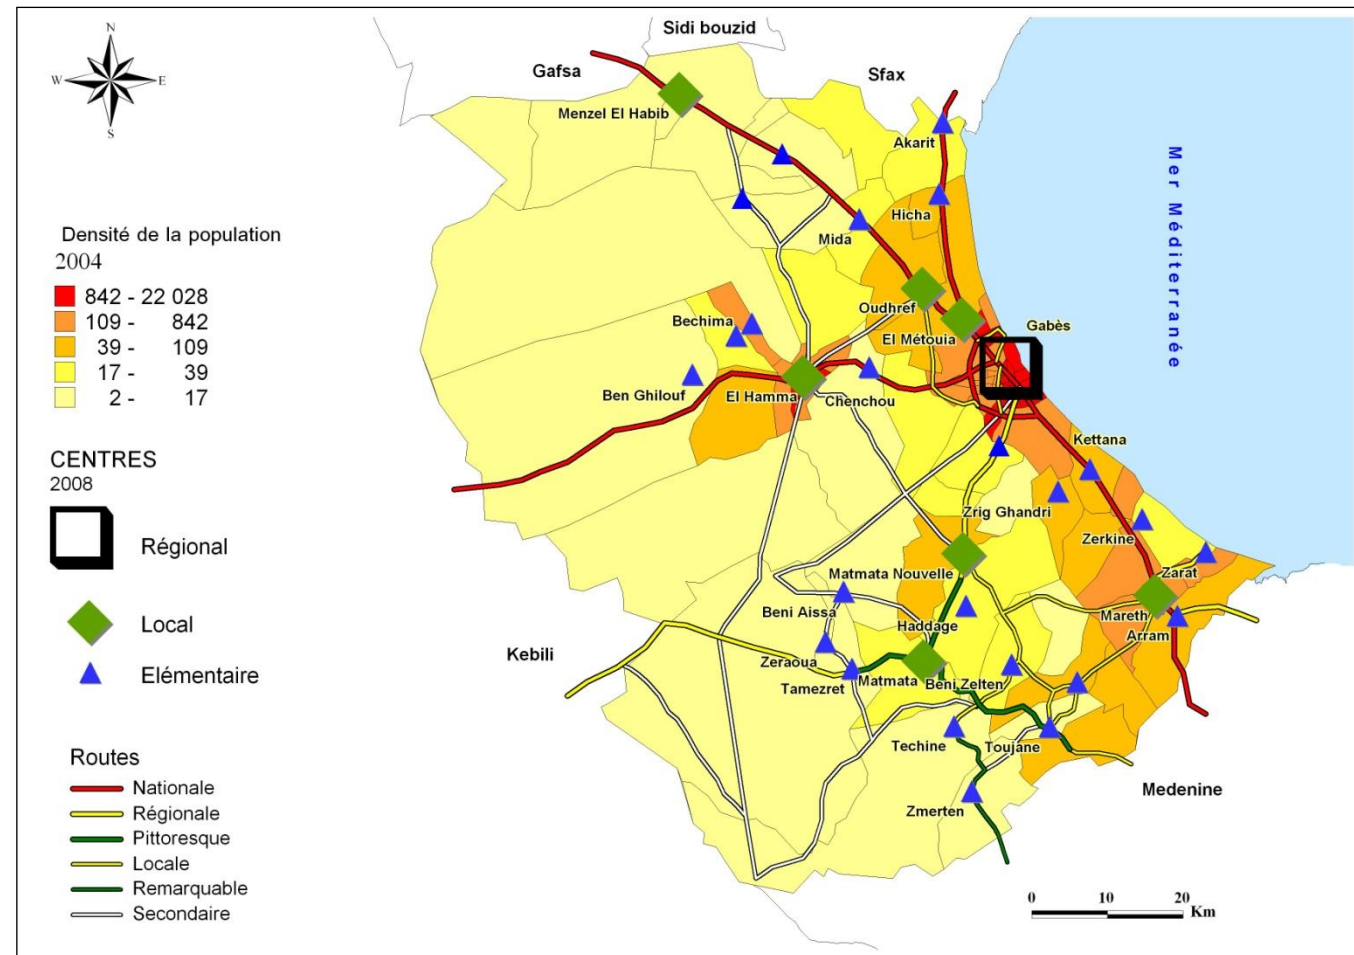 N
W
E
S
Sidi bouzid
Gafsa
Sfax
Menzel El Habib
Akarit
Mer Méditerranée
Hicha
Mida
Densité de la population
2004
842 - 22 028
109 - 842
39 - 109
17 - 39
2 - 17
Oudhref
Bechima
Gabès
El Métouia
Ben Ghilouf
El Hamma
Chenchou
Kettana
CENTRES
2008
Régional
Local
Elémentaire
Zrig Ghandri
Zerkine
Zarat
Matmata Nouvelle
Beni Aissa
Haddage
Mareth
Arram
Kebili
Zeraoua
Tamezret
Matmata
Beni Zelten
Techine
Toujane
Medenine
Zmerten
Routes
Nationale
Régionale
Pittoresque
Locale
Remarquable
Secondaire
0 10 20
Km